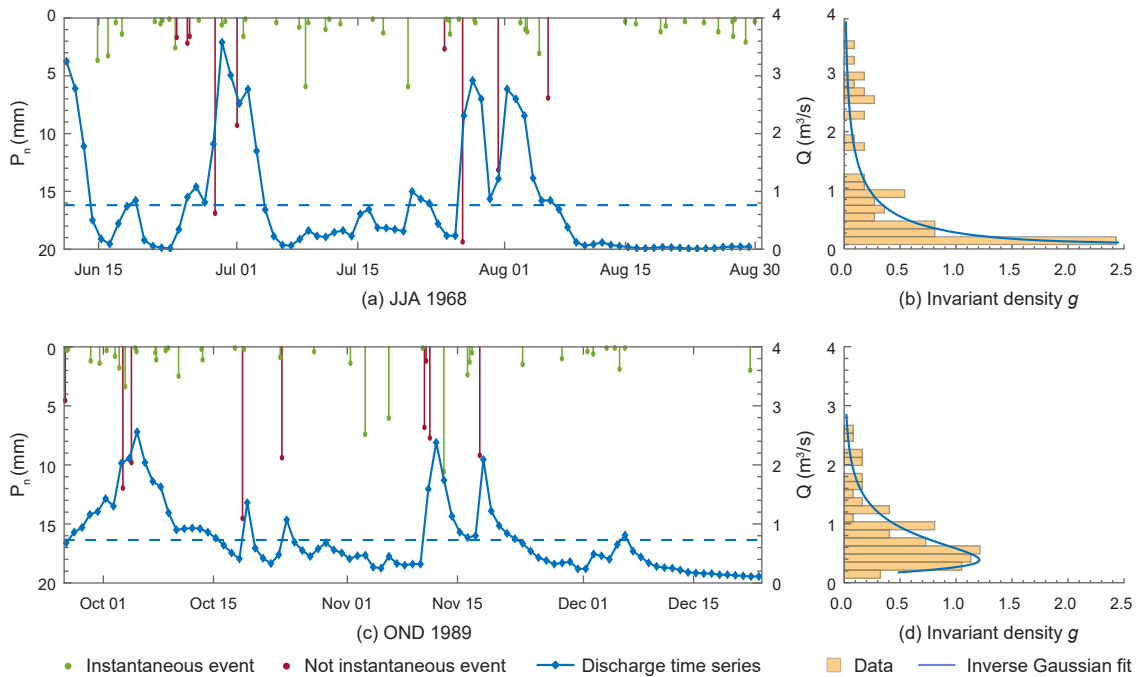 0
5
10
15
20
P_n (mm)
4
3
2
1
0
Jun 15
Jul 01
Jul 15
Aug 01
Aug 15
Aug 30
(a) JJA 1968
Q (m³/s)
4
3
2
1
0
0.0
0.5
1.0
1.5
2.0
2.5
(b) Invariant density g
0
5
10
15
20
P_n (mm)
4
3
2
1
0
Oct 01
Oct 15
Nov 01
Nov 15
Dec 01
Dec 15
(c) OND 1989
Q (m³/s)
4
3
2
1
0
0.0
0.5
1.0
1.5
2.0
2.5
(d) Invariant density g
Instantaneous event
Not instantaneous event
Discharge time series
Data
Inverse Gaussian fit